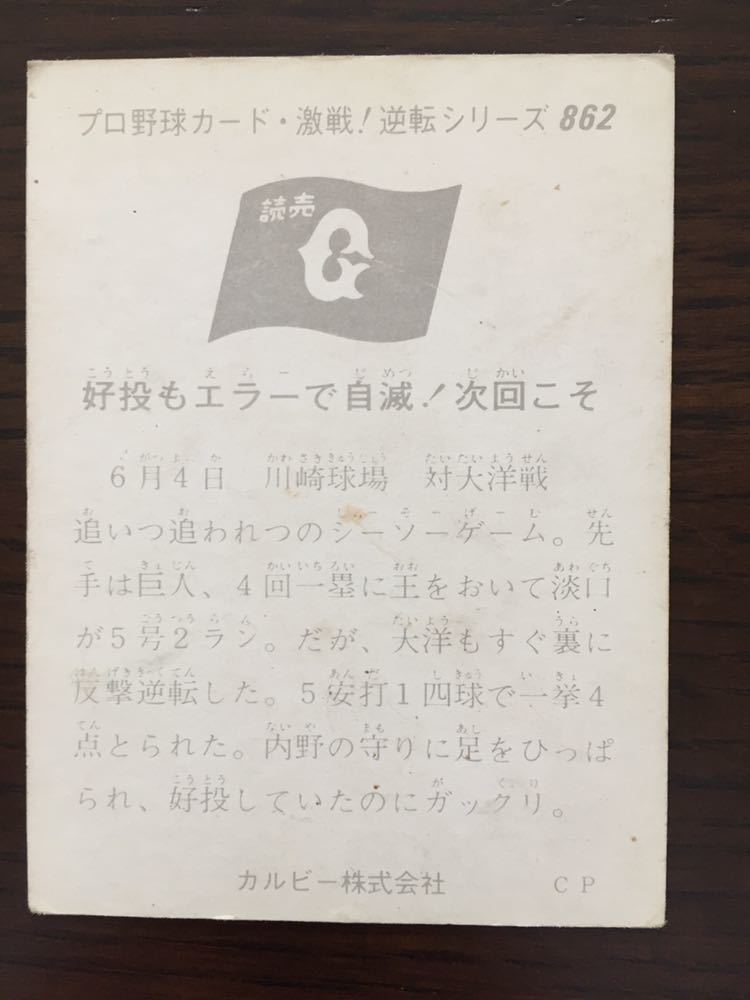 プロ野球カード・激戦！逆転シリーズ 862
読売
G
好投もエラーで自滅！次回こそ
6月4日 川崎球場 対大洋戦
追いつ追われつのシーソーゲーム。先
手は巨人、4回一塁に王をおいて淡口
が5号2ラン。だが、大洋もすぐ裏に
反撃逆転した。5安打1四球で一挙4
点とられた。内野の守りに足をひっぱ
られ、好投していたのにガックリ。
カルビー株式会社 CP